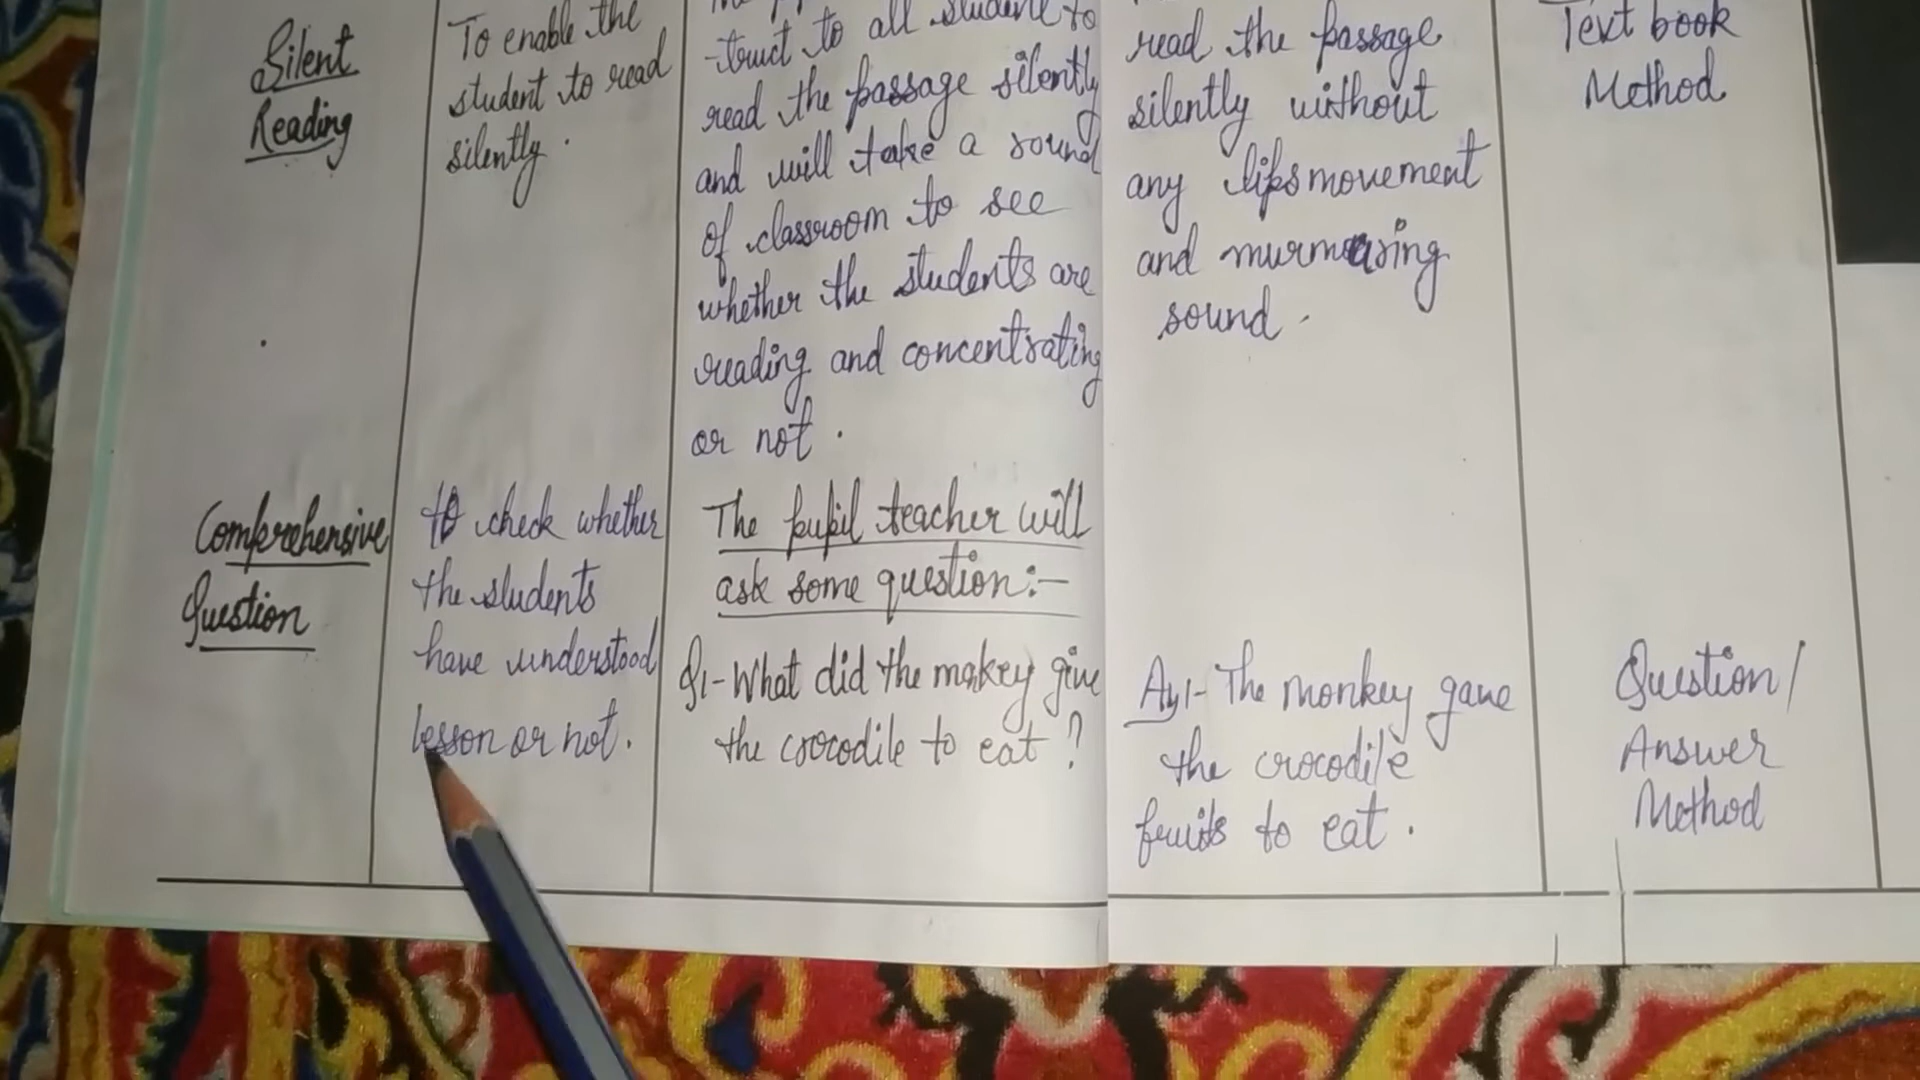 Silent
Reading
To enable the
student to read
silently.
-truct to all student to
read the passage silently
and will take a round
of classroom to see
whether the students are
reading and concentrating
or not.
read the passage
silently without
any lips movement
and murmuring
sound.
Text book
Method
Comprehensive
Question
to check whether
the students
have understood
lesson or not.
The pupil teacher will
ask some question:-
Q1- What did the monkey give
the crocodile to eat?
1- The monkey gave
the crocodile
fruits to eat.
Question/
Answer
Method